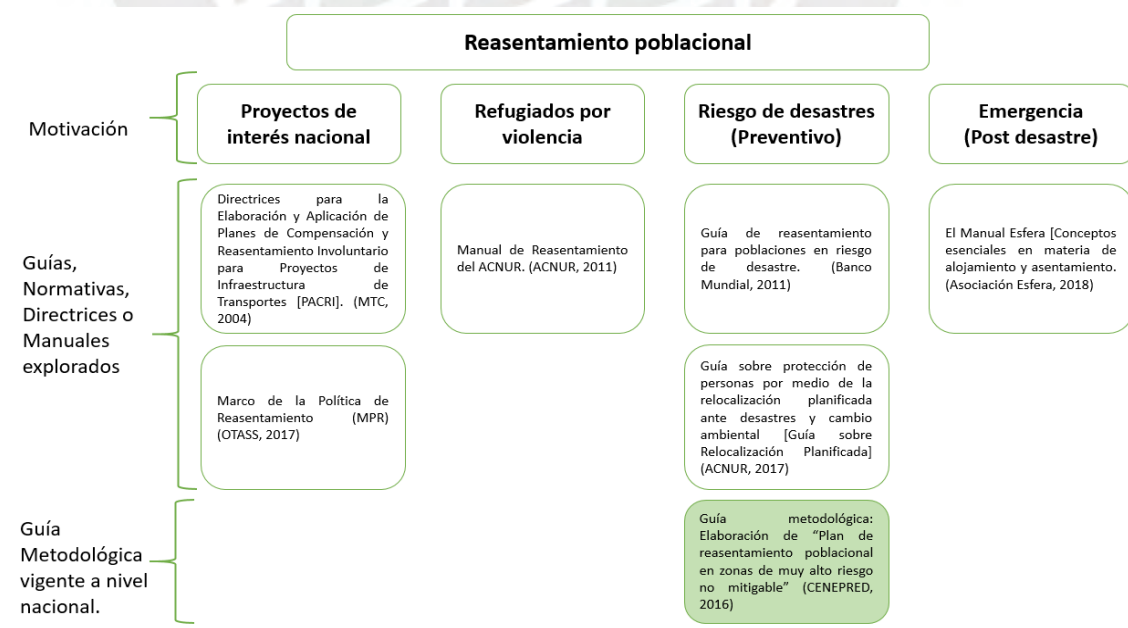 Reasentamiento poblacional
Motivación
Proyectos de
interés nacional
Refugiados por
violencia
Riesgo de desastres
(Preventivo)
Emergencia
(Post desastre)
Guías,
Normativas,
Directrices o
Manuales
explorados
Directrices para la
Elaboración y Aplicación de
Planes de Compensación y
Reasentamiento Involuntario
para Proyectos de
Infraestructura de
Transportes [PACRI]. (MTC,
2004)
Manual de Reasentamiento
del ACNUR. (ACNUR, 2011)
Guía de reasentamiento
para poblaciones en riesgo
de desastre. (Banco
Mundial, 2011)
El Manual Esfera [Conceptos
esenciales en materia de
alojamiento y asentamiento.
(Asociación Esfera, 2018)
Marco de la Política de
Reasentamiento (MPR)
(OTASS, 2017)
Guía sobre protección de
personas por medio de la
relocalización planificada
ante desastres y cambio
ambiental [Guía sobre
Relocalización Planificada]
(ACNUR, 2017)
Guía
Metodológica
vigente a nivel
nacional.
Guía metodológica:
Elaboración de “Plan de
reasentamiento poblacional
en zonas de muy alto riesgo
no mitigable” (CENEPRED,
2016)